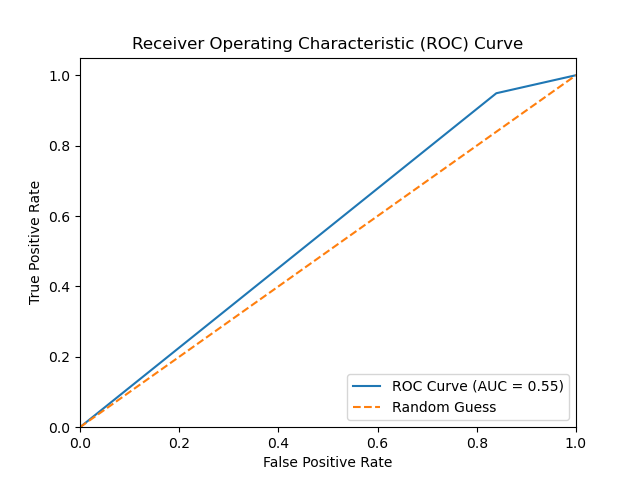 Receiver Operating Characteristic (ROC) Curve
1.0
0.8
0.6
0.4
0.2
0.0
True Positive Rate
ROC Curve (AUC = 0.55)
Random Guess
0.0 0.2 0.4 0.6 0.8 1.0
False Positive Rate